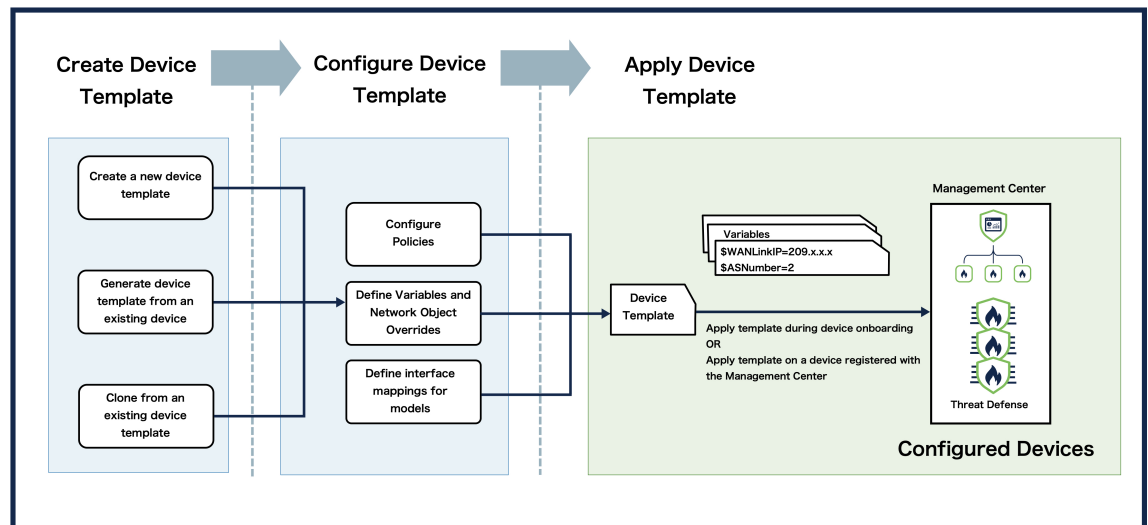 Create Device
Template
Configure Device
Template
Apply Device
Template
Create a new device
template
Generate device
template from an
existing device
Clone from an
existing device
template
Configure
Policies
Define Variables and
Network Object
Overrides
Define interface
mappings for
models
Variables
$WANLinkIP=209.x.x.x
$ASNumber=2
Device
Template
Apply template during device onboarding
OR
Apply template on a device registered with
the Management Center
Management Center
Threat Defense
Configured Devices